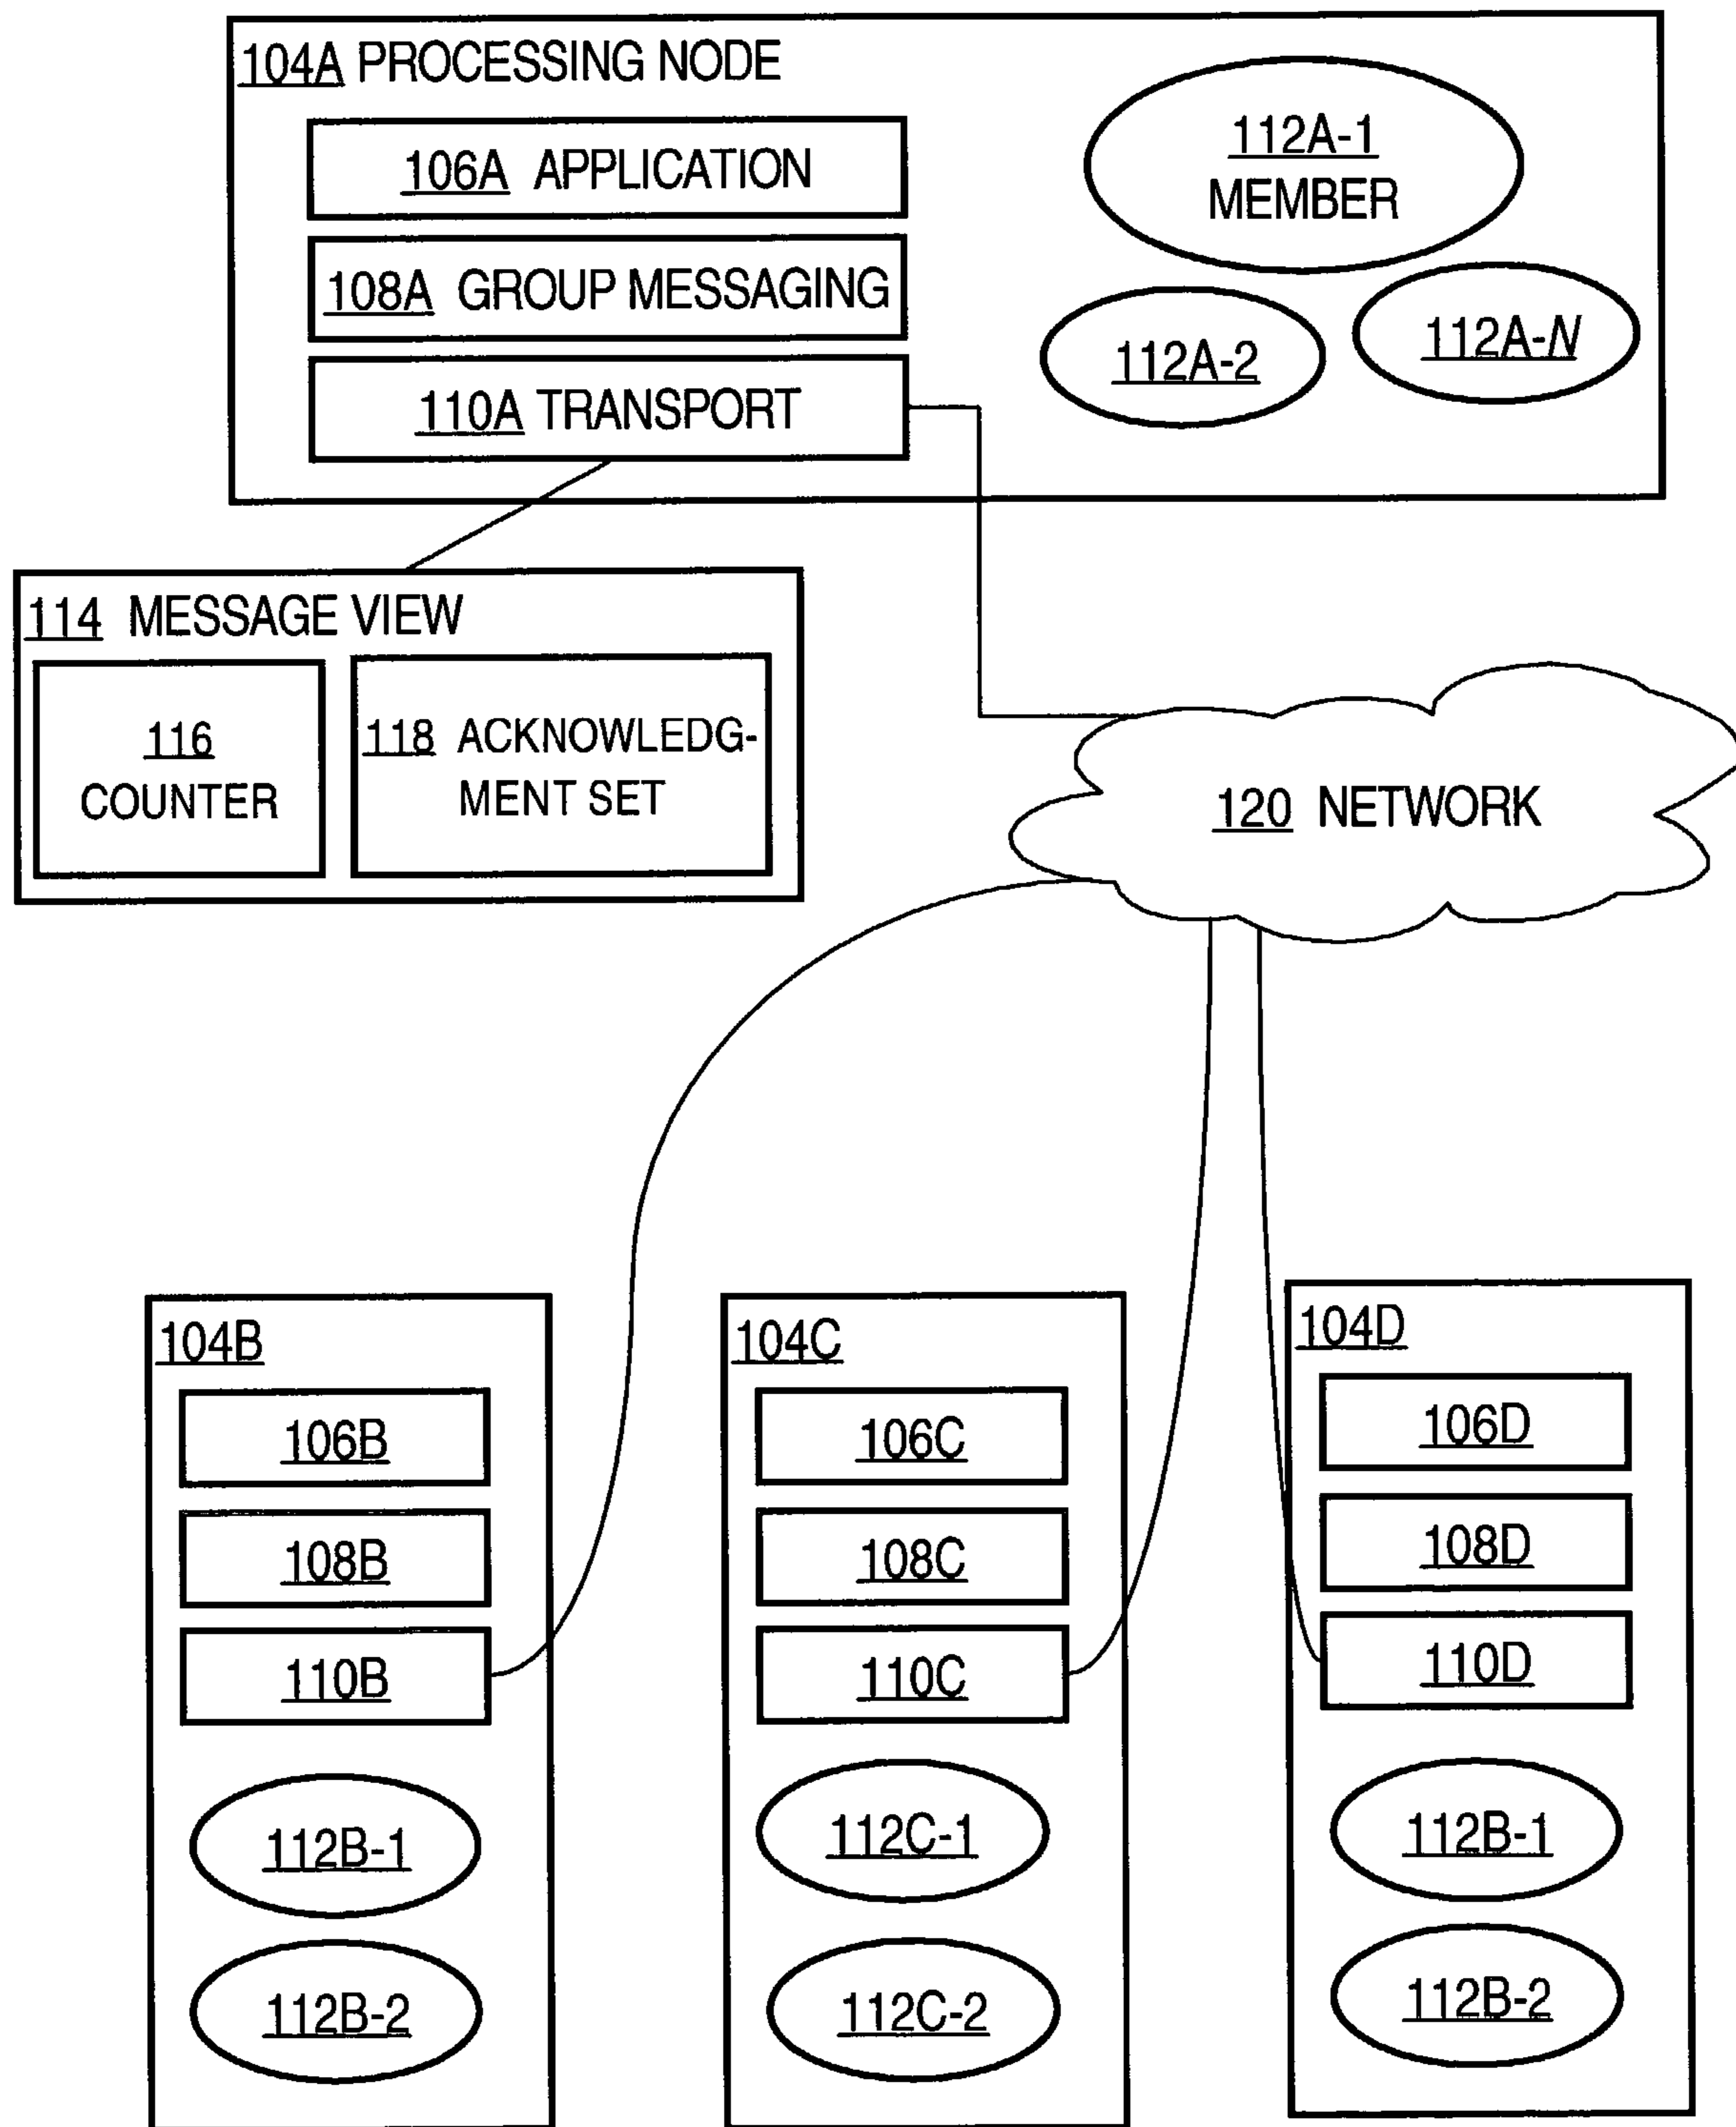 104A PROCESSING NODE
106A APPLICATION
108A GROUP MESSAGING
110A TRANSPORT
112A-1
MEMBER
112A-2
112A-N
114 MESSAGE VIEW
116
COUNTER
118 ACKNOWLEDG-
MENT SET
120 NETWORK
104B
106B
108B
110B
112B-1
112B-2
104C
106C
108C
110C
112C-1
112C-2
104D
106D
108D
110D
112B-1
112B-2